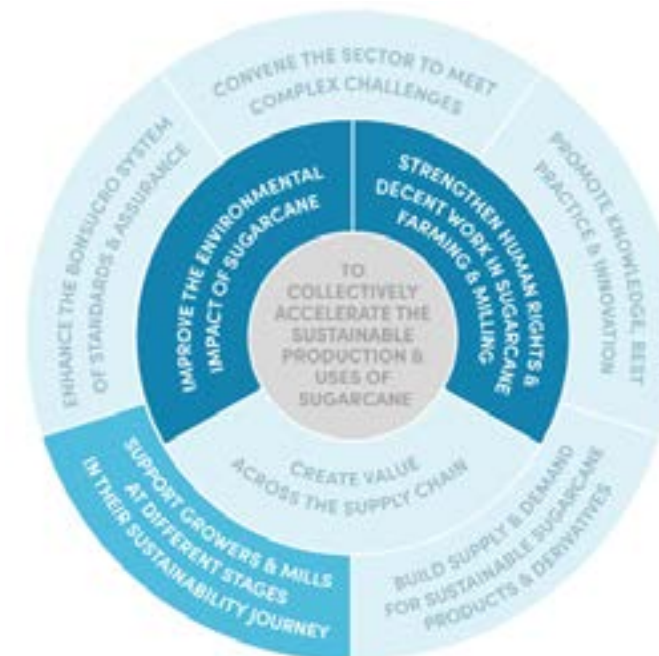 CONVENE THE SECTOR TO MEET
COMPLEX CHALLENGES
PROMOTE KNOWLEDGE, BEST
PRACTICE & INNOVATION
BUILD SUPPLY & DEMAND
FOR SUSTAINABLE SUGARCANE
PRODUCTS & DERIVATIVES
SUPPORT GROWERS & MILLS
AT DIFFERENT STAGES
IN THEIR SUSTAINABILITY JOURNEY
ENHANCE THE BONSUCRO SYSTEM
OF STANDARDS & ASSURANCE
IMPROVE THE ENVIRONMENTAL
IMPACT OF SUGARCANE
STRENGTHEN HUMAN RIGHTS &
DECENT WORK IN SUGARCANE
FARMING & MILLING
CREATE VALUE
ACROSS THE SUPPLY CHAIN
TO
COLLECTIVELY
ACCELERATE THE
SUSTAINABLE
PRODUCTION &
USES OF
SUGARCANE